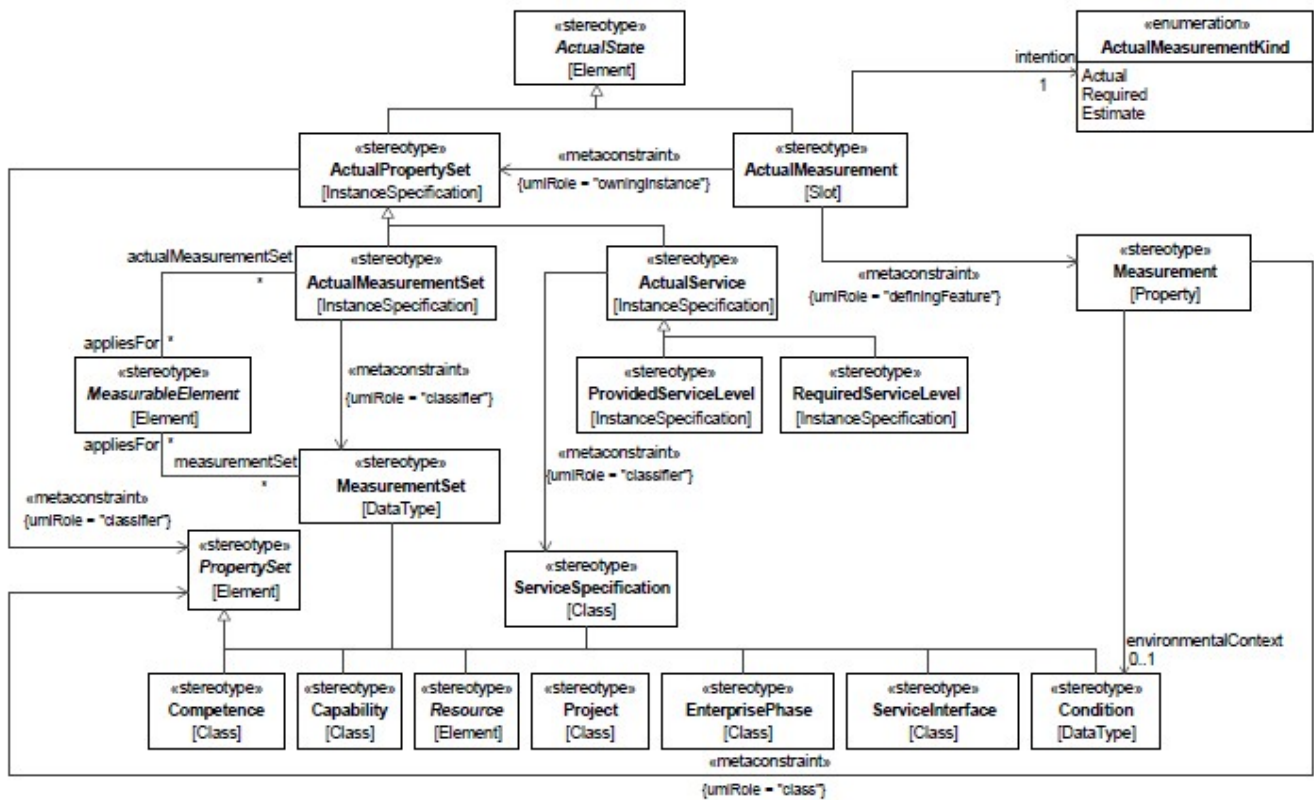 «stereotype»
ActualState
[Element]
«enumeration»
ActualMeasurementKind
Actual
Required
Estimate
intention
1
«stereotype»
ActualPropertySet
[InstanceSpecification]
«metaconstraint»
{umlRole = "owningInstance"}
«stereotype»
ActualMeasurement
[Slot]
actualMeasurementSet
*
«stereotype»
ActualMeasurementSet
[InstanceSpecification]
«stereotype»
ActualService
[InstanceSpecification]
«metaconstraint»
{umlRole = "definingFeature"}
«stereotype»
Measurement
[Property]
appliesFor *
«stereotype»
MeasurableElement
[Element]
appliesFor *
«metaconstraint»
{umlRole = "classifier"}
«stereotype»
ProvidedServiceLevel
[InstanceSpecification]
«stereotype»
RequiredServiceLevel
[InstanceSpecification]
measurementSet
*
«stereotype»
MeasurementSet
[DataType]
«metaconstraint»
{umlRole = "classifier"}
«metaconstraint»
{umlRole = "classifier"}
«stereotype»
PropertySet
[Element]
«stereotype»
ServiceSpecification
[Class]
environmentalContext
0..1
«stereotype»
Competence
[Class]
«stereotype»
Capability
[Class]
«stereotype»
Resource
[Element]
«stereotype»
Project
[Class]
«stereotype»
EnterprisePhase
[Class]
«stereotype»
ServiceInterface
[Class]
«stereotype»
Condition
[DataType]
«metaconstraint»
{umlRole = "class"}